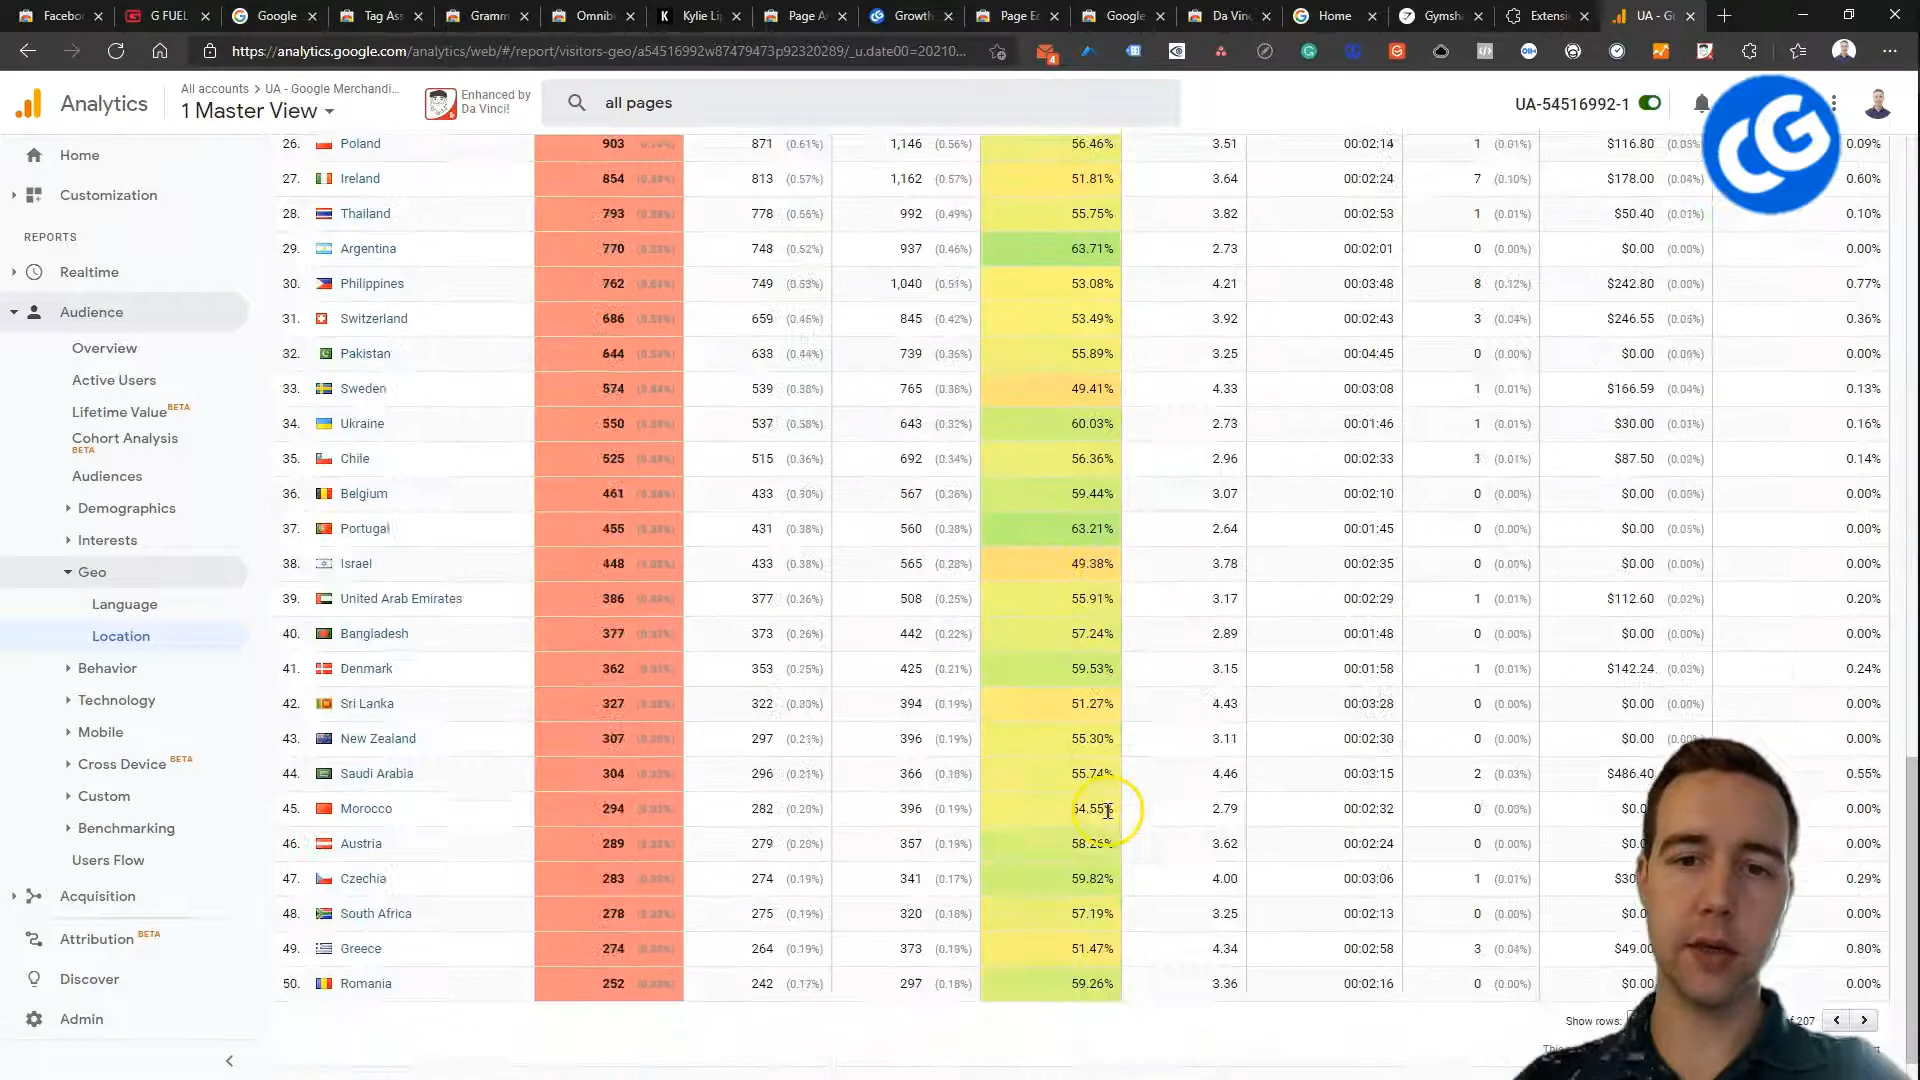 Facebo
G FUEL
Google
Tag Ass
Gramm
Omnib
Kylie Li
Page A
Growth
Page Ec
Google
Da Vinc
Home
Gymsha
Extensi
UA - G
https://analytics.google.com/analytics/web/#/report/visitors-geo/a54516992w87479473p92320289/_u.date00=20210...
Analytics
All accounts > UA - Google Merchandi...
1 Master View
Enhanced by
Da Vinci!
all pages
UA-54516992-1
CG
Home
Customization
REPORTS
Realtime
Audience
Overview
Active Users
Lifetime Value BETA
Cohort Analysis
BETA
Audiences
Demographics
Interests
Geo
Language
Location
Behavior
Technology
Mobile
Cross Device BETA
Custom
Benchmarking
Users Flow
Acquisition
Attribution BETA
Discover
Admin
26. Poland 903 871 (0.61%) 1,146 (0.56%) 56.46% 3.51 00:02:14 1 (0.01%) $116.80 0.09%
27. Ireland 854 813 (0.57%) 1,162 (0.57%) 51.81% 3.64 00:02:24 7 (0.10%) $178.00 0.60%
28. Thailand 793 778 992 (0.49%) 55.75% 3.82 00:02:53 1 (0.01%) $50.40 (0.01%) 0.10%
29. Argentina 770 748 (0.52%) 937 (0.46%) 63.71% 2.73 00:02:01 0 (0.00%) $0.00 (0.00%) 0.00%
30. Philippines 762 749 (0.53%) 1,040 (0.51%) 53.08% 4.21 00:03:48 8 (0.12%) $242.80 0.77%
31. Switzerland 686 659 (0.46%) 845 (0.42%) 53.49% 3.92 00:02:43 3 (0.04%) $246.55 0.36%
32. Pakistan 644 638 (0.44%) 739 (0.36%) 55.89% 3.25 00:04:45 0 (0.00%) $0.00 (0.00%) 0.00%
33. Sweden 574 539 (0.38%) 765 (0.38%) 49.41% 4.33 00:03:08 1 (0.01%) $166.59 0.13%
34. Ukraine 550 537 (0.38%) 643 (0.32%) 60.03% 2.73 00:01:46 1 (0.01%) $30.00 0.16%
35. Chile 525 515 (0.36%) 692 (0.34%) 56.36% 2.96 00:02:33 1 (0.01%) $87.50 0.14%
36. Belgium 461 433 567 59.44% 3.07 00:02:10 0 (0.00%) $0.00 (0.00%) 0.00%
37. Portugal 455 431 560 (0.28%) 63.21% 2.64 00:01:45 0 (0.00%) $0.00 0.00%
38. Israel 448 433 565 (0.28%) 49.38% 3.78 00:02:35 0 (0.00%) $0.00 (0.00%) 0.00%
39. United Arab Emirates 386 377 508 (0.25%) 55.91% 3.17 00:02:29 1 (0.01%) $112.60 (0.02%) 0.20%
40. Bangladesh 377 373 (0.26%) 442 (0.22%) 57.24% 2.89 00:01:48 0 (0.00%) $0.00 (0.00%) 0.00%
41. Denmark 362 353 (0.25%) 425 (0.21%) 59.53% 3.15 00:01:58 1 (0.01%) $142.24 0.24%
42. Sri Lanka 327 322 394 (0.19%) 51.27% 4.43 00:03:28 0 (0.00%) $0.00 (0.00%) 0.00%
43. New Zealand 307 297 (0.21%) 396 (0.19%) 55.30% 3.11 00:02:30 0 (0.00%) $0.00 0.00%
44. Saudi Arabia 304 296 (0.21%) 366 (0.18%) 55.74% 4.46 00:03:15 2 (0.03%) $486.40 0.55%
45. Morocco 294 282 (0.20%) 396 (0.19%) 54.55% 2.79 00:02:32 0 (0.00%) $0.0 0.00%
46. Austria 289 279 (0.20%) 357 58.26% 3.62 00:02:24 0 (0.00%) $0.0 0.00%
47. Czechia 283 274 (0.19%) 341 (0.17%) 59.82% 4.00 00:03:06 1 (0.01%) $30 0.29%
48. South Africa 278 275 (0.19%) 320 57.19% 3.25 00:02:13 0 (0.00%) $0.0 0.00%
49. Greece 274 264 (0.19%) 373 51.47% 4.34 00:02:58 3 (0.04%) $49.0 0.80%
50. Romania 252 242 (0.17%) 297 59.26% 3.36 00:02:16 0 (0.00%) $0.0 0.00%
Show rows: of 207